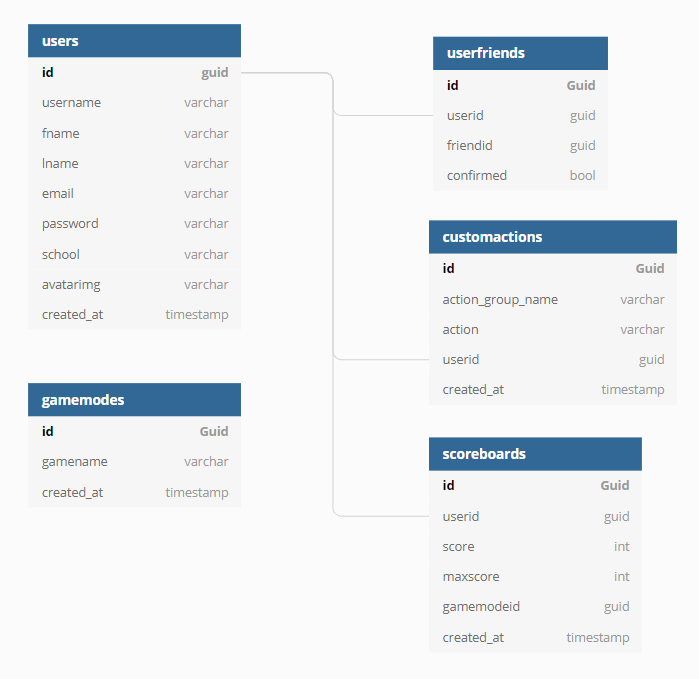 users
id guid
username varchar
fname varchar
lname varchar
email varchar
password varchar
school varchar
avatarimg varchar
created_at timestamp
gamemodes
id Guid
gamename varchar
created_at timestamp
userfriends
id Guid
userid guid
friendid guid
confirmed bool
customactions
id Guid
action_group_name varchar
action varchar
userid guid
created_at timestamp
scoreboards
id Guid
userid guid
score int
maxscore int
gamemodeid guid
created_at timestamp